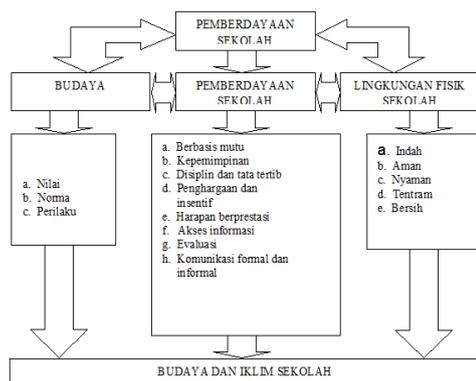 PEMBERDAYAAN
SEKOLAH
BUDAYA
PEMBERDAYAAN
SEKOLAH
LINGKUNGAN FISIK
SEKOLAH
a. Nilai
b. Norma
c. Perilaku
a. Berbasis mutu
b. Kepemimpinan
c. Disiplin dan tata tertib
d. Penghargaan dan
insentif
e. Harapan berprestasi
f. Akses informasi
g. Evaluasi
h. Komunikasi formal dan
informal
a. Indah
b. Aman
c. Nyaman
d. Tentram
e. Bersih
BUDAYA DAN IKLIM SEKOLAH